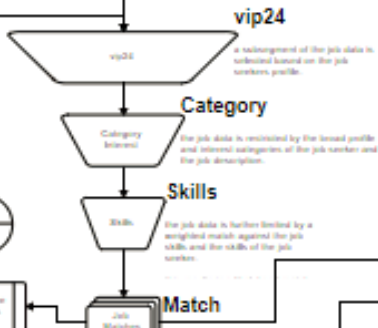 vip24
vip24
a subsegment of the job data is
selected based on the job
seekers profile.
Category
Category
Interest
the job data is restricted by the broad profile
and interest categories of the job seeker and
the job description.
Skills
Skills
the job data is further limited by a
weighted match against the job
skills and the skills of the job
seeker.
Match
Job
Matches